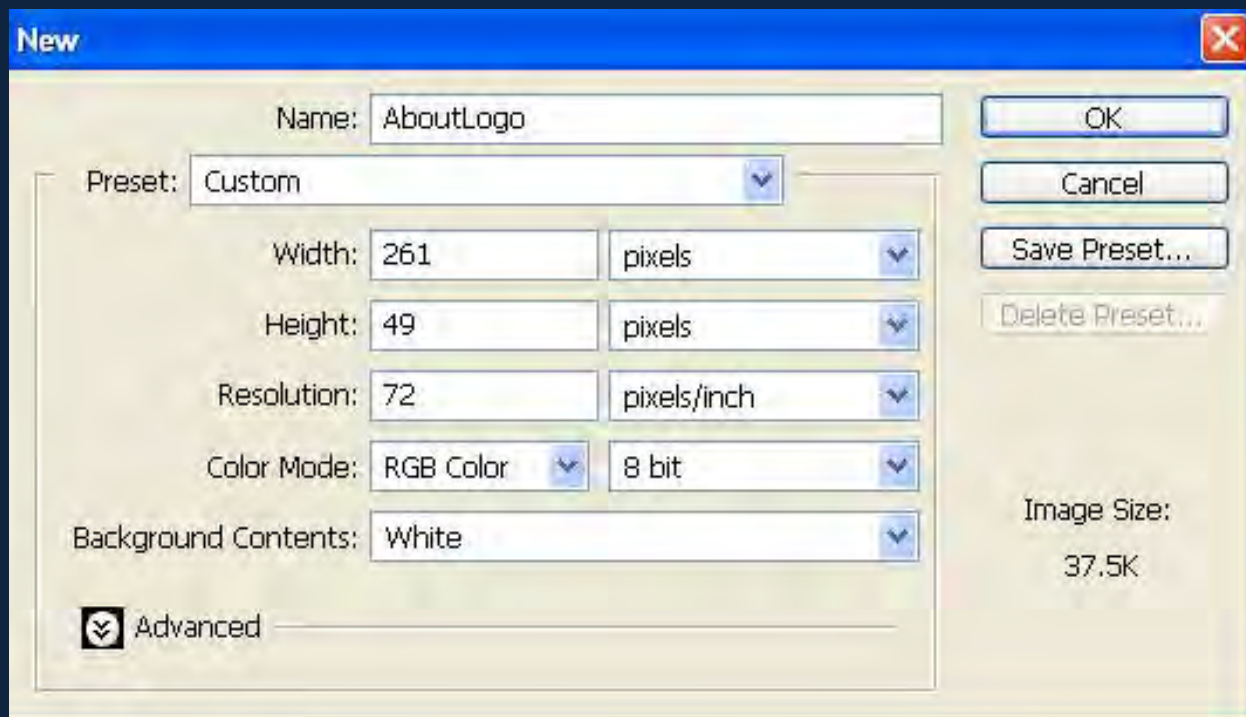 New
Name: AboutLogo
OK
Preset: Custom
Cancel
Width: 261 pixels
Save Preset...
Height: 49 pixels
Delete Preset...
Resolution: 72 pixels/inch
Color Mode: RGB Color 8 bit
Background Contents: White
Image Size:
37.5K
Advanced